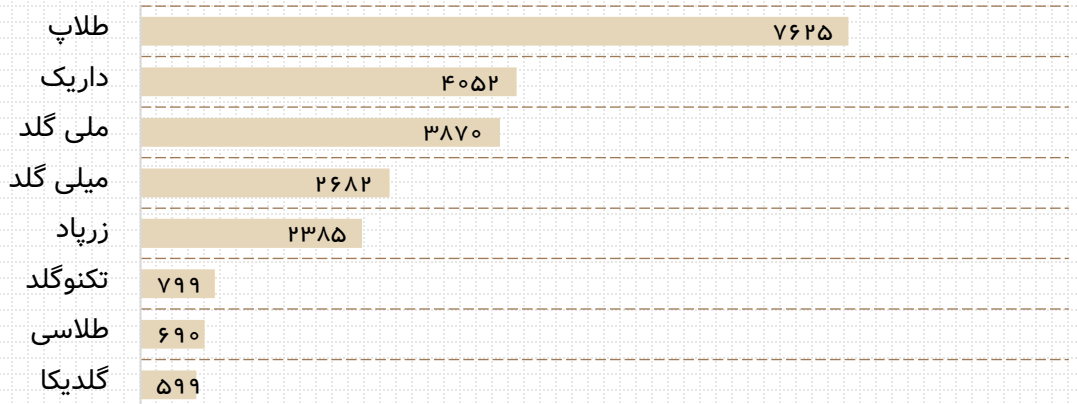 طلاپ ۷۶۲۵
داریک ۴۰۵۲
ملی گلد ۳۸۷۰
میلی گلد ۲۶۸۲
زرپاد ۲۳۸۵
تکنوگلد ۷۹۹
طلاسی ۶۹۰
گلدیکا ۵۹۹